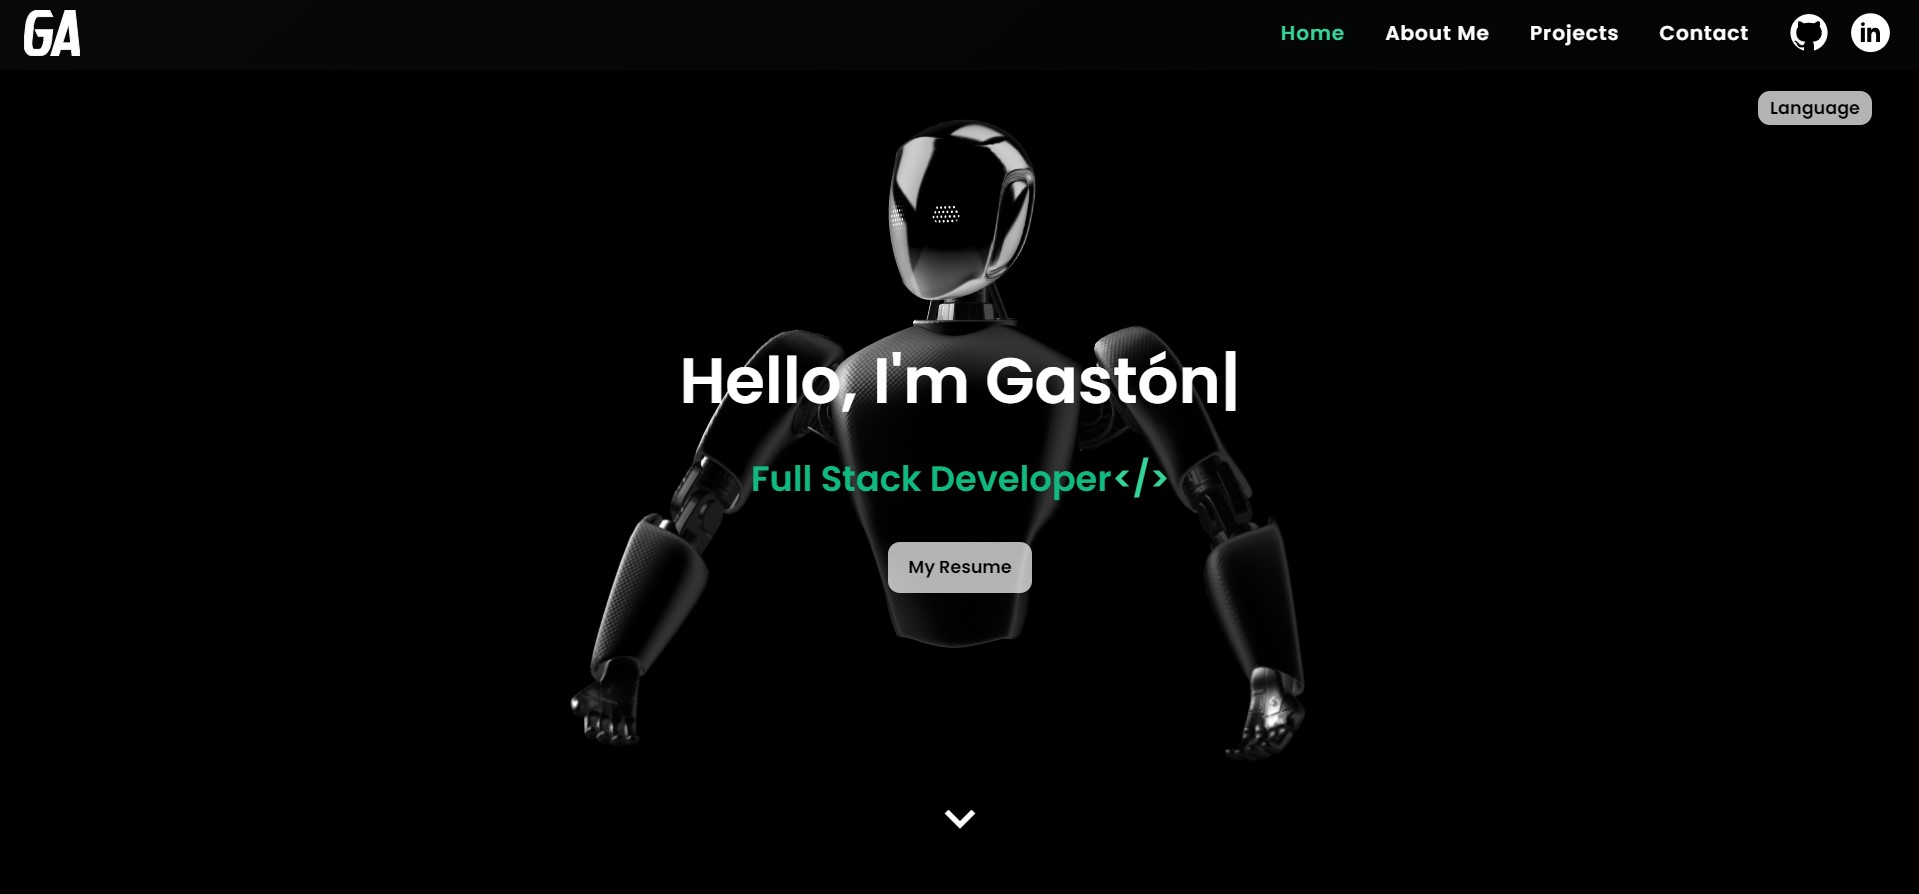 GA
Home About Me Projects Contact in
Language
Hello, I'm Gastón|
Full Stack Developer</>
My Resume